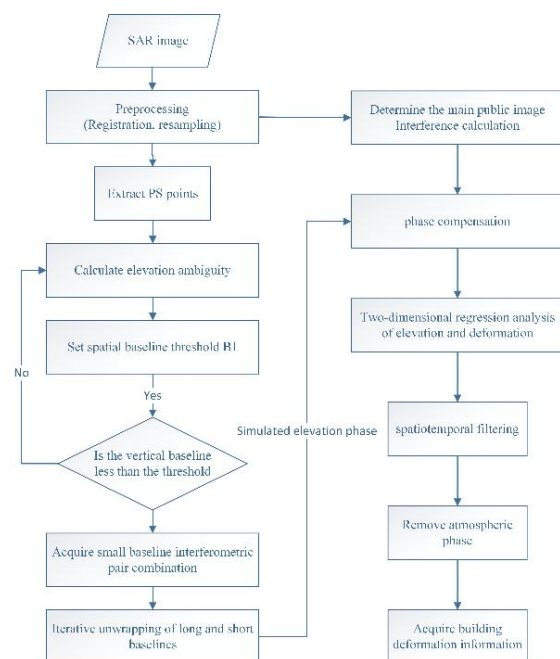 SAR image
Preprocessing
(Registration, resampling)
Extract PS points
Calculate elevation ambiguity
Set spatial baseline threshold B1
No
Yes
Is the vertical baseline
less than the threshold
Acquire small baseline interferometric
pair combination
Iterative unwrapping of long and short
baselines
Simulated elevation phase
Determine the main public image
Interference calculation
phase compensation
Two-dimensional regression analysis
of elevation and deformation
spatiotemporal filtering
Remove atmospheric
phase
Acquire building
deformation information